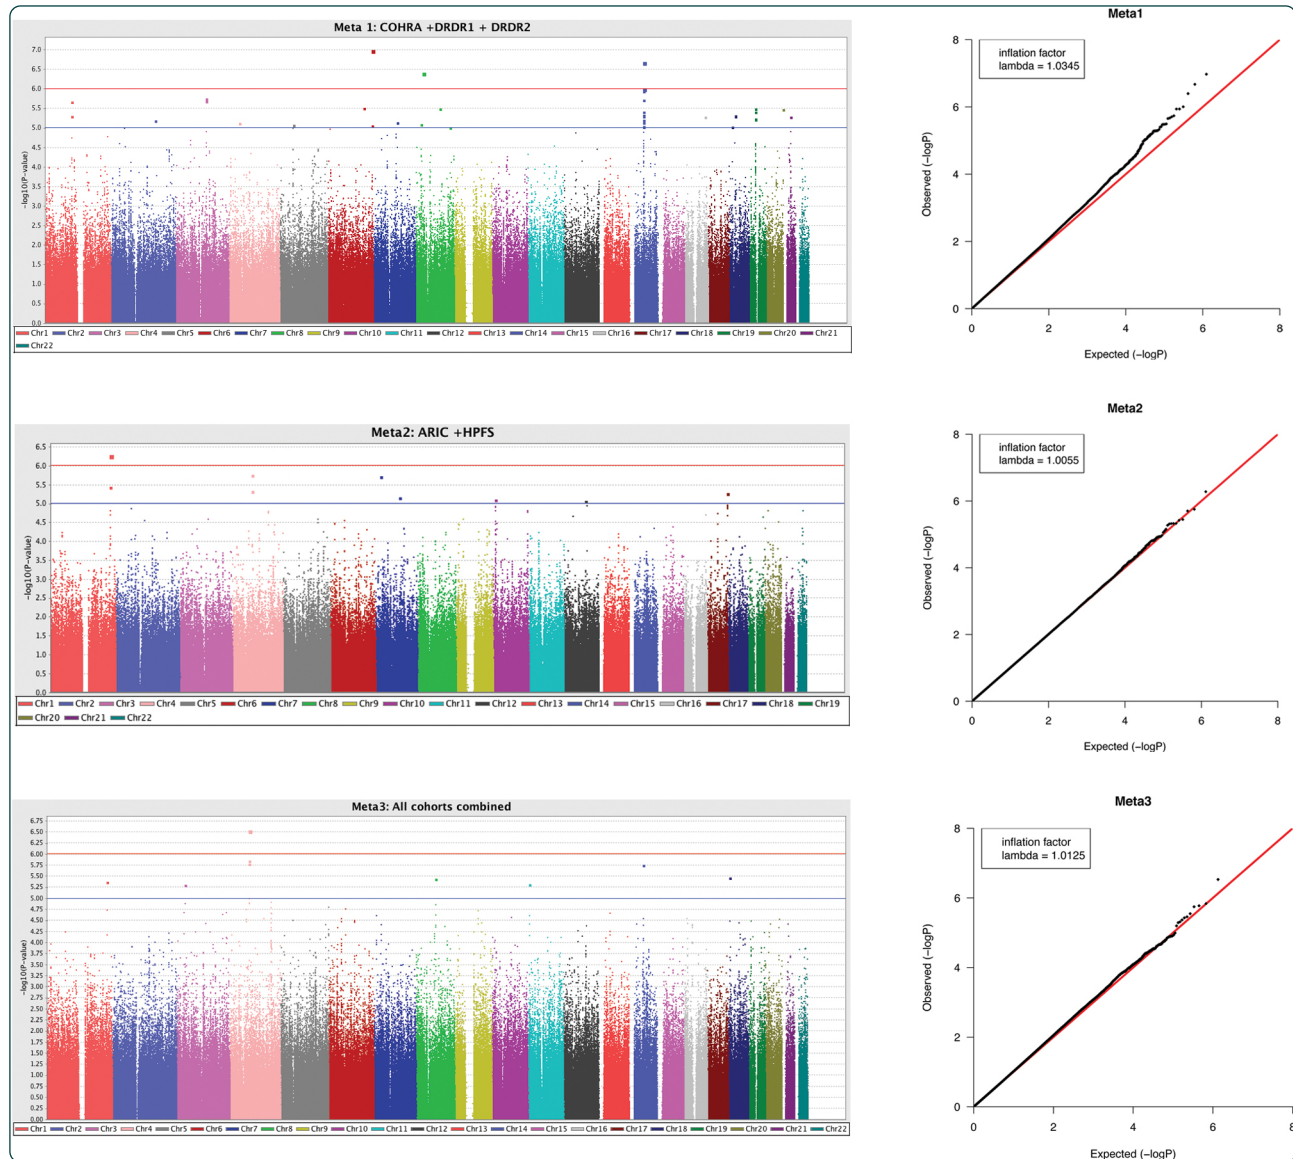 Meta 1: COHRA +DRDR1 + DRDR2
−log10(P-value)
7.0
6.5
6.0
5.5
5.0
4.5
4.0
3.5
3.0
2.5
2.0
1.5
1.0
0.5
0.0
Chr1 Chr2 Chr3 Chr4 Chr5 Chr6 Chr7 Chr8 Chr9 Chr10 Chr11 Chr12 Chr13 Chr14 Chr15 Chr16 Chr17 Chr18 Chr19 Chr20 Chr21
Chr22
Meta1
inflation factor
lambda = 1.0345
Observed (−logP)
8
6
4
2
0
0 2 4 6 8
Expected (−logP)
Meta2: ARIC +HPFS
−log10(P-value)
6.5
6.0
5.5
5.0
4.5
4.0
3.5
3.0
2.5
2.0
1.5
1.0
0.5
0.0
Chr1 Chr2 Chr3 Chr4 Chr5 Chr6 Chr7 Chr8 Chr9 Chr10 Chr11 Chr12 Chr13 Chr14 Chr15 Chr16 Chr17 Chr18 Chr19
Chr20 Chr21 Chr22
Meta2
inflation factor
lambda = 1.0055
Observed (−logP)
8
6
4
2
0
0 2 4 6 8
Expected (−logP)
Meta3: All cohorts combined
−log10(P-value)
6.75
6.50
6.25
6.00
5.75
5.50
5.25
5.00
4.75
4.50
4.25
4.00
3.75
3.50
3.25
3.00
2.75
2.50
2.25
2.00
1.75
1.50
1.25
1.00
0.75
0.50
0.25
0.00
Chr1 Chr2 Chr3 Chr4 Chr5 Chr6 Chr7 Chr8 Chr9 Chr10 Chr11 Chr12 Chr13 Chr14 Chr15 Chr16 Chr17 Chr18 Chr19 Chr20 Chr21 Chr22
Meta3
inflation factor
lambda = 1.0125
Observed (−logP)
8
6
4
2
0
0 2 4 6 8
Expected (−logP)